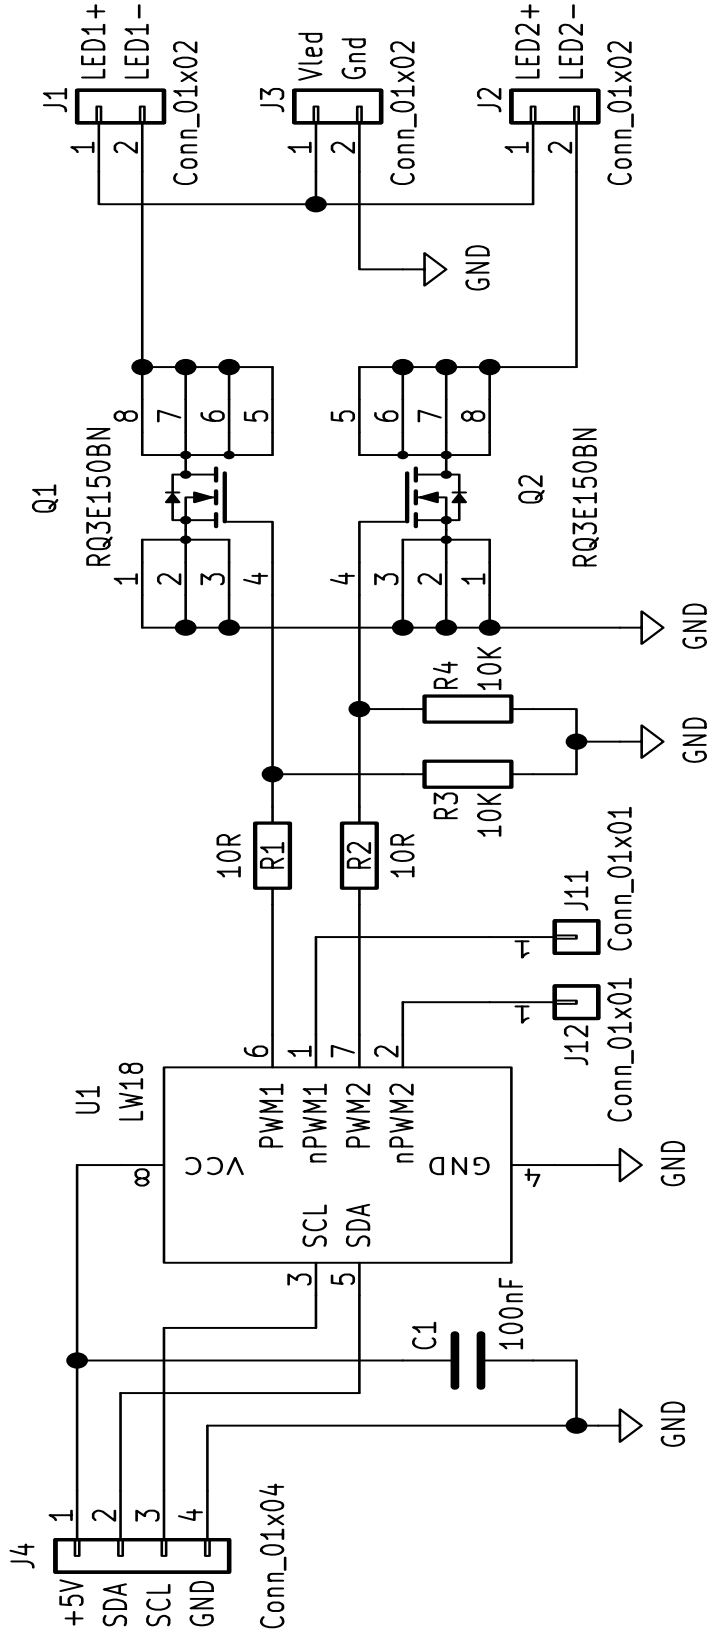 J1
LED1+
LED1-
1
2
Conn_01x02
J3
Vled
Gnd
1
2
Conn_01x02
J2
LED2+
LED2-
1
2
Conn_01x02
GND
Q1
RQ3E150BN
8
7
6
5
1
2
3
4
5
6
7
8
4
3
2
1
Q2
RQ3E150BN
GND
R4
10K
R3
10K
GND
10R
R1
R2
10R
J11
1
Conn_01x01
J12
1
Conn_01x01
U1
LW18
6
1
7
2
PWM1
nPWM1
PWM2
nPWM2
VCC
8
GND
4
SCL
SDA
3
5
GND
C1
100nF
GND
J4
1
2
3
4
+5V
SDA
SCL
GND
Conn_01x04